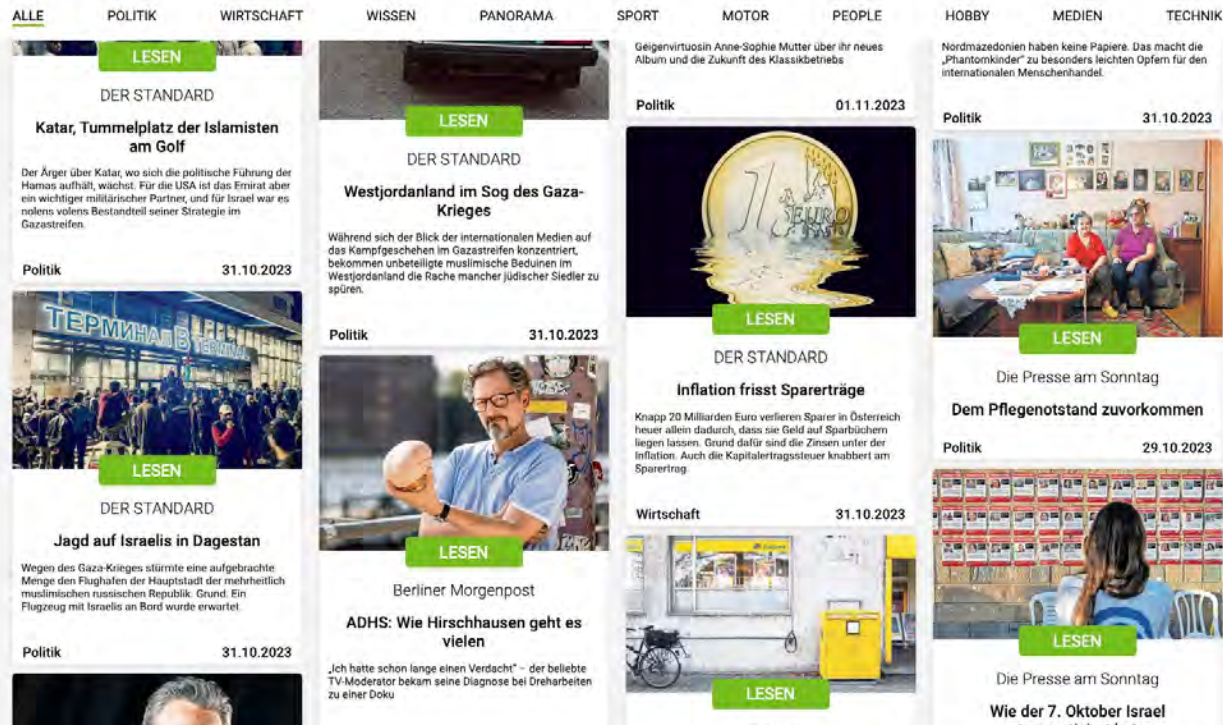 ALLE POLITIK WIRTSCHAFT WISSEN PANORAMA SPORT MOTOR PEOPLE HOBBY MEDIEN TECHNIK
LESEN
DER STANDARD
Katar, Tummelplatz der Islamisten
am Golf
Der Ärger über Katar, wo sich die politische Führung der
Hamas aufhält, wächst. Für die USA ist das Emirat aber
ein wichtiger militärischer Partner, und für Israel war es
nolens volens Bestandteil seiner Strategie im
Gazastreifen.
Politik 31.10.2023
ТЕРМИНАЛ B TERMINAL
LESEN
DER STANDARD
Jagd auf Israelis in Dagestan
Wegen des Gaza-Krieges stürmte eine aufgebrachte
Menge den Flughafen der Hauptstadt der mehrheitlich
muslimischen russischen Republik. Grund: Ein
Flugzeug mit Israelis an Bord wurde erwartet.
Politik 31.10.2023
LESEN
DER STANDARD
Westjordanland im Sog des Gaza-
Krieges
Während sich der Blick der internationalen Medien auf
das Kampfgeschehen im Gazastreifen konzentriert,
bekommen unbeteiligte muslimische Beduinen im
Westjordanland die Rache mancher jüdischer Siedler zu
spüren.
Politik 31.10.2023
LESEN
Berliner Morgenpost
ADHS: Wie Hirschhausen geht es
vielen
„Ich hatte schon lange einen Verdacht“ – der beliebte
TV-Moderator bekam seine Diagnose bei Dreharbeiten
zu einer Doku
Geigenvirtuosin Anne-Sophie Mutter über ihr neues
Album und die Zukunft des Klassikbetriebs
Politik 01.11.2023
1 EURO
LESEN
DER STANDARD
Inflation frisst Sparerträge
Knapp 20 Milliarden Euro verlieren Sparer in Österreich
heuer allein dadurch, dass sie Geld auf Sparbüchern
liegen lassen. Grund dafür sind die Zinsen unter der
Inflation. Auch die Kapitalertragssteuer knabbert am
Sparertrag.
Wirtschaft 31.10.2023
LESEN
Nordmazedonien haben keine Papiere. Das macht die
„Phantomkinder“ zu besonders leichten Opfern für den
internationalen Menschenhandel.
Politik 31.10.2023
LESEN
Die Presse am Sonntag
Dem Pflegenotstand zuvorkommen
Politik 29.10.2023
LESEN
Die Presse am Sonntag
Wie der 7. Oktober Israel